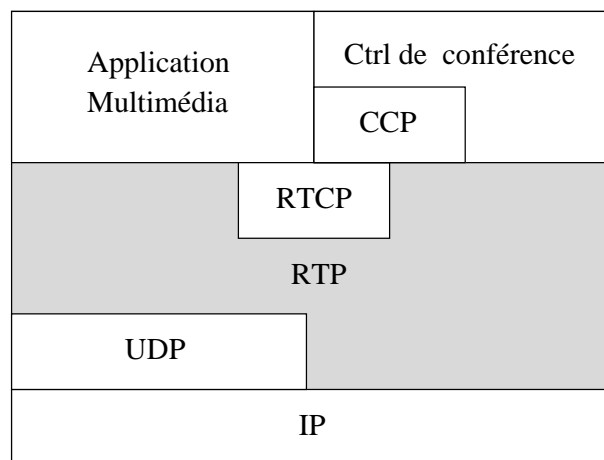 Application
Multimédia
Ctrl de conférence
CCP
RTCP
RTP
UDP
IP